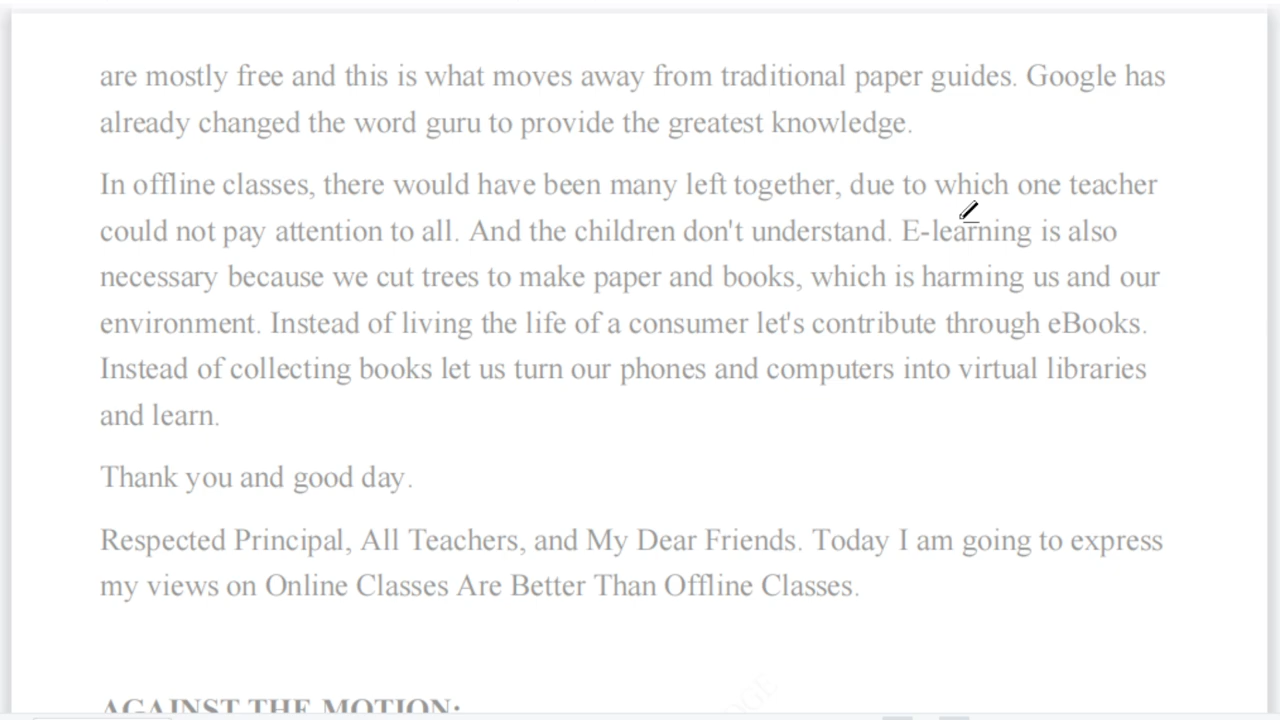 are mostly free and this is what moves away from traditional paper guides. Google has
already changed the word guru to provide the greatest knowledge.
In offline classes, there would have been many left together, due to which one teacher
could not pay attention to all. And the children don't understand. E-learning is also
necessary because we cut trees to make paper and books, which is harming us and our
environment. Instead of living the life of a consumer let's contribute through eBooks.
Instead of collecting books let us turn our phones and computers into virtual libraries
and learn.
Thank you and good day.
Respected Principal, All Teachers, and My Dear Friends. Today I am going to express
my views on Online Classes Are Better Than Offline Classes.
AGAINST THE MOTION: